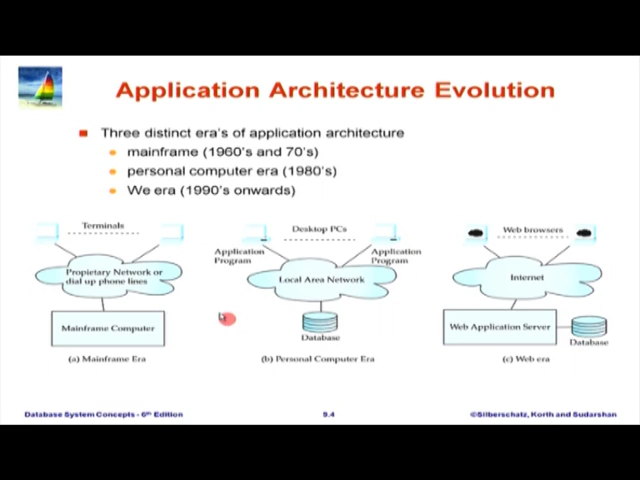 Application Architecture Evolution
Three distinct era's of application architecture
mainframe (1960's and 70's)
personal computer era (1980's)
We era (1990's onwards)
Terminals
Propietary Network or
dial up phone lines
Mainframe Computer
(a) Mainframe Era
Desktop PCs
Application
Program
Application
Program
Local Area Network
Database
(b) Personal Computer Era
Web browsers
Internet
Web Application Server
Database
(c) Web era
Database System Concepts - 6th Edition
9.4
©Silberschatz, Korth and Sudarshan